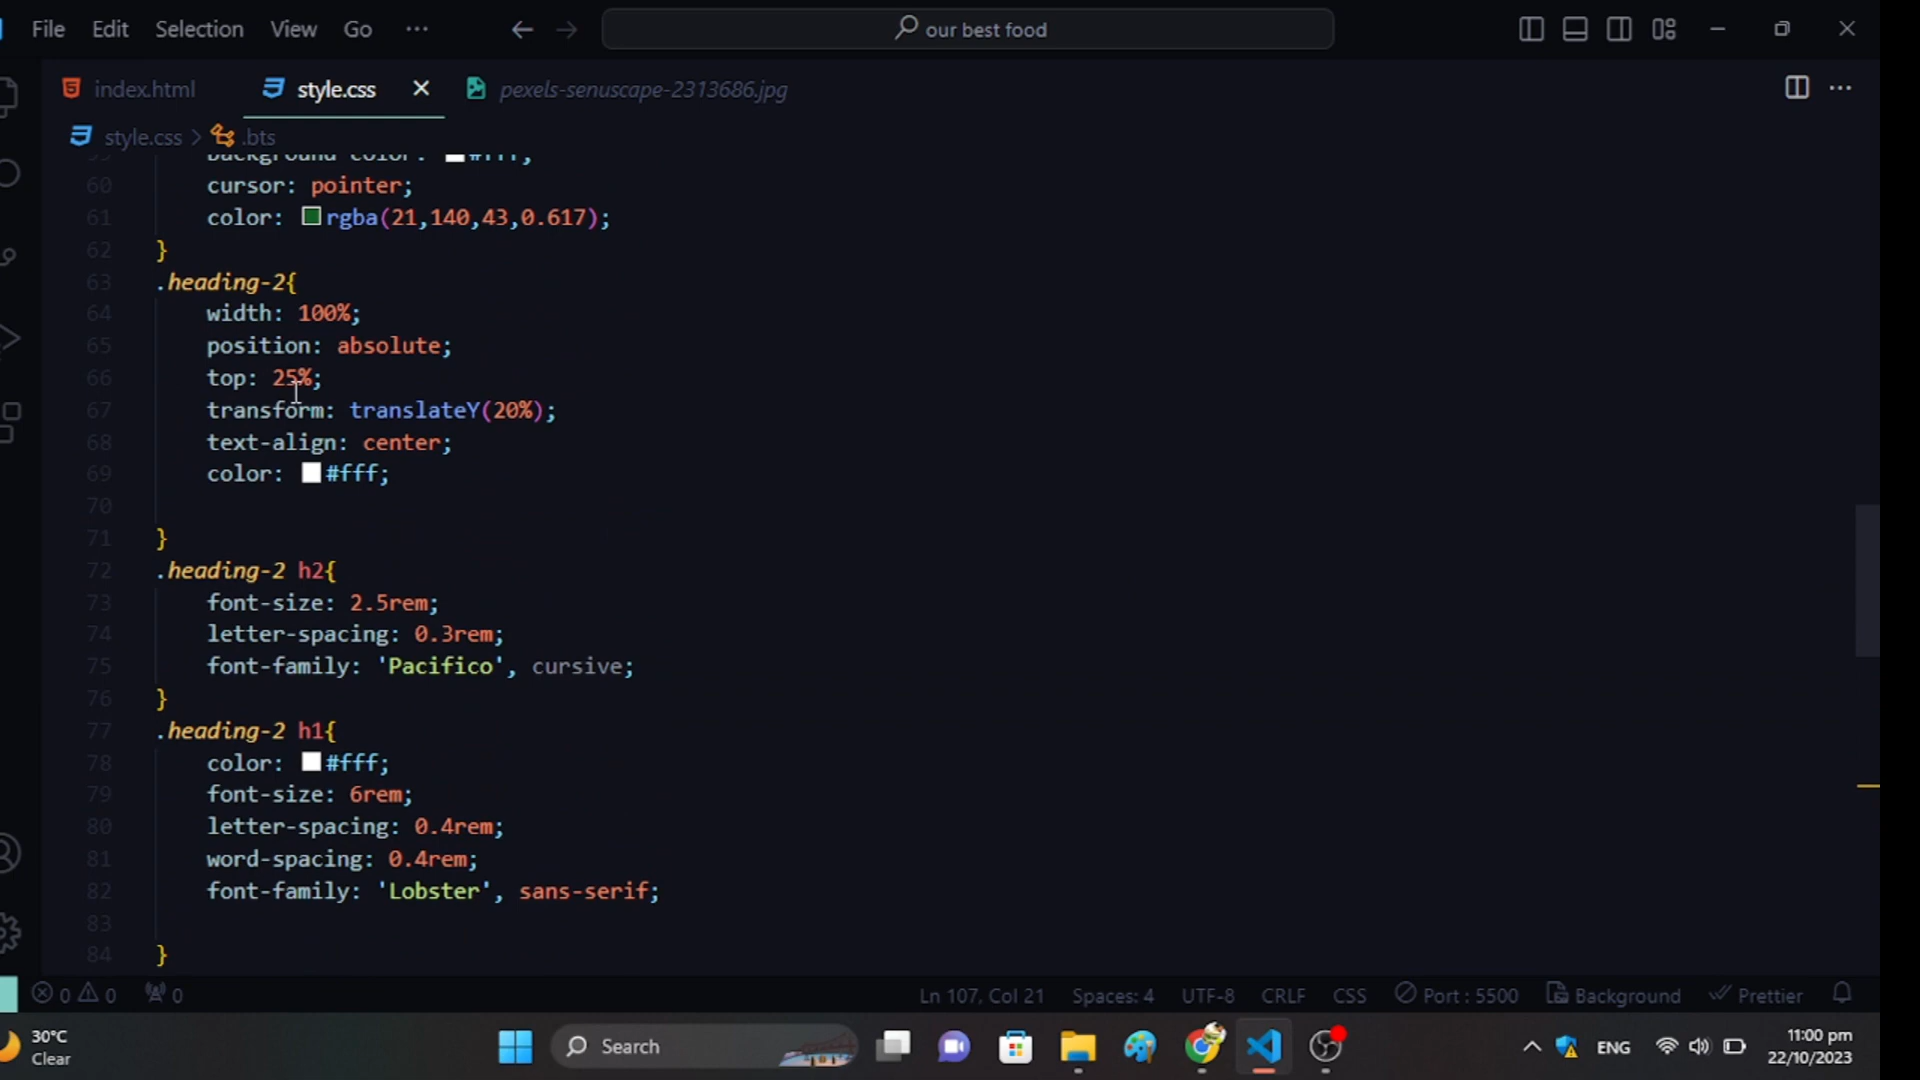 File Edit Selection View Go ··· our best food
index.html style.css pexels-senuscape-2313686.jpg
style.css > .bts
background-color: #fff;
60 cursor: pointer;
61 color: rgba(21,140,43,0.617);
62 }
63 .heading-2{
64 width: 100%;
65 position: absolute;
66 top: 25%;
67 transform: translateY(20%);
68 text-align: center;
69 color: #fff;
70
71 }
72 .heading-2 h2{
73 font-size: 2.5rem;
74 letter-spacing: 0.3rem;
75 font-family: 'Pacifico', cursive;
76 }
77 .heading-2 h1{
78 color: #fff;
79 font-size: 6rem;
80 letter-spacing: 0.4rem;
81 word-spacing: 0.4rem;
82 font-family: 'Lobster', sans-serif;
83
84 }
0 0 0 Ln 107, Col 21 Spaces: 4 UTF-8 CRLF CSS Port : 5500 Background Prettier
30°C
Clear
Search
ENG
11:00 pm
22/10/2023